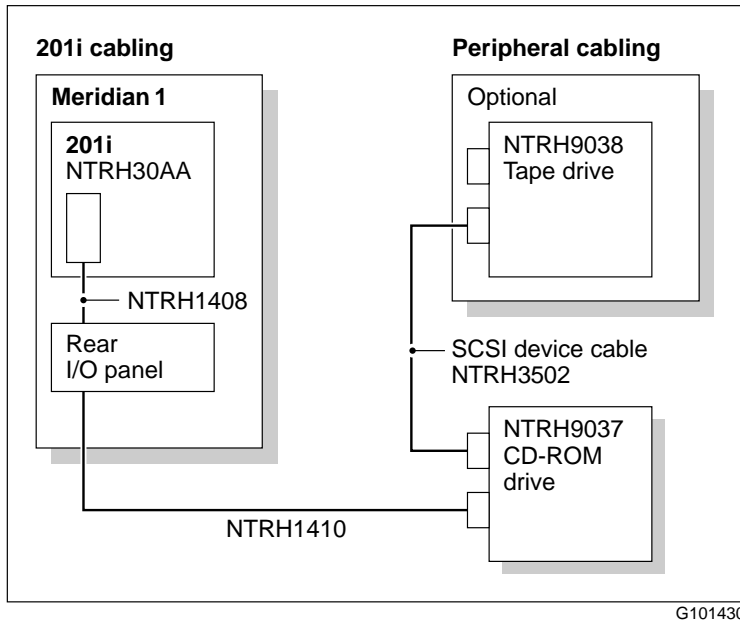 201i cabling
Meridian 1
201i
NTRH30AA
NTRH1408
Rear
I/O panel
NTRH1410
Peripheral cabling
Optional
NTRH9038
Tape drive
SCSI device cable
NTRH3502
NTRH9037
CD-ROM
drive
G101430